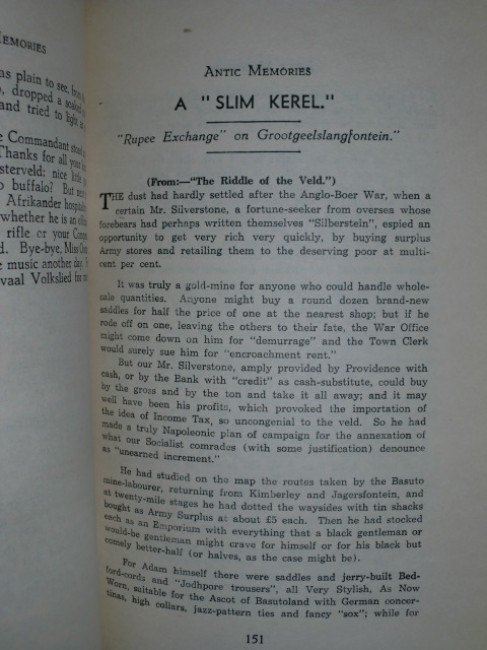 EMORIES
as plain to see, from
, dropped a soaked
and tried to light
e Commandant stood
Thanks for all your
sterveld: nice
o buffalo? But
Afrikander
whether he is an
rifle or your Com
d. Bye-bye, Miss
e music another day.
vaal Volkslied for
ANTIC MEMORIES
A "SLIM KEREL."
"Rupee Exchange" on Grootgeelslangfontein."
(From:—"The Riddle of the Veld.")
THE dust had hardly settled after the Anglo-Boer War, when a
certain Mr. Silverstone, a fortune-seeker from oversea whose
forebears had perhaps written themselves "Silberstein", espied an
opportunity to get very rich very quickly, by buying surplus
Army stores and retailing them to the deserving poor at multi-
cent per cent.
It was truly a gold-mine for anyone who could handle whole-
sale quantities. Anyone might buy a round dozen brand-new
saddles for half the price of one at the nearest shop; but if he
rode off on one, leaving the others to their fate, the War Office
might come down on him for "demurrage" and the Town Clerk
would surely sue him for "encroachment rent."
But our Mr. Silverstone, amply provided by Providence with
cash, or by the Bank with "credit" as cash-substitute, could buy
by the gross and by the ton and take it all away; and it may
well have been his profits, which provoked the importation of
the idea of Income Tax, so uncongenial to the veld. So he had
made a truly Napoleonic plan of campaign for the annexation of
what our Socialist comrades (with some justification) denounce
as "unearned increment."
He had studied on the map the routes taken by the Basuto
mine-labourer, returning from Kimberley and Jagersfontein, and
at twenty-mile stages he had dotted the waysides with tin shacks
bought as Army Surplus at about £5 each. Then he had stocked
each as an Emporium with everything that a black gentleman or
would-be gentleman might crave for himself or for his black but
comely better-half (or halves, as the case might be).
For Adam himself there were saddles and jerry-built Bed-
ford-cords and "Jodhpore trousers", all Very Stylish, As Now
Worn, suitable for the Ascot of Basutoland with German concer-
tinas, high collars, jazz-pattern ties and fancy "sox"; while for
151